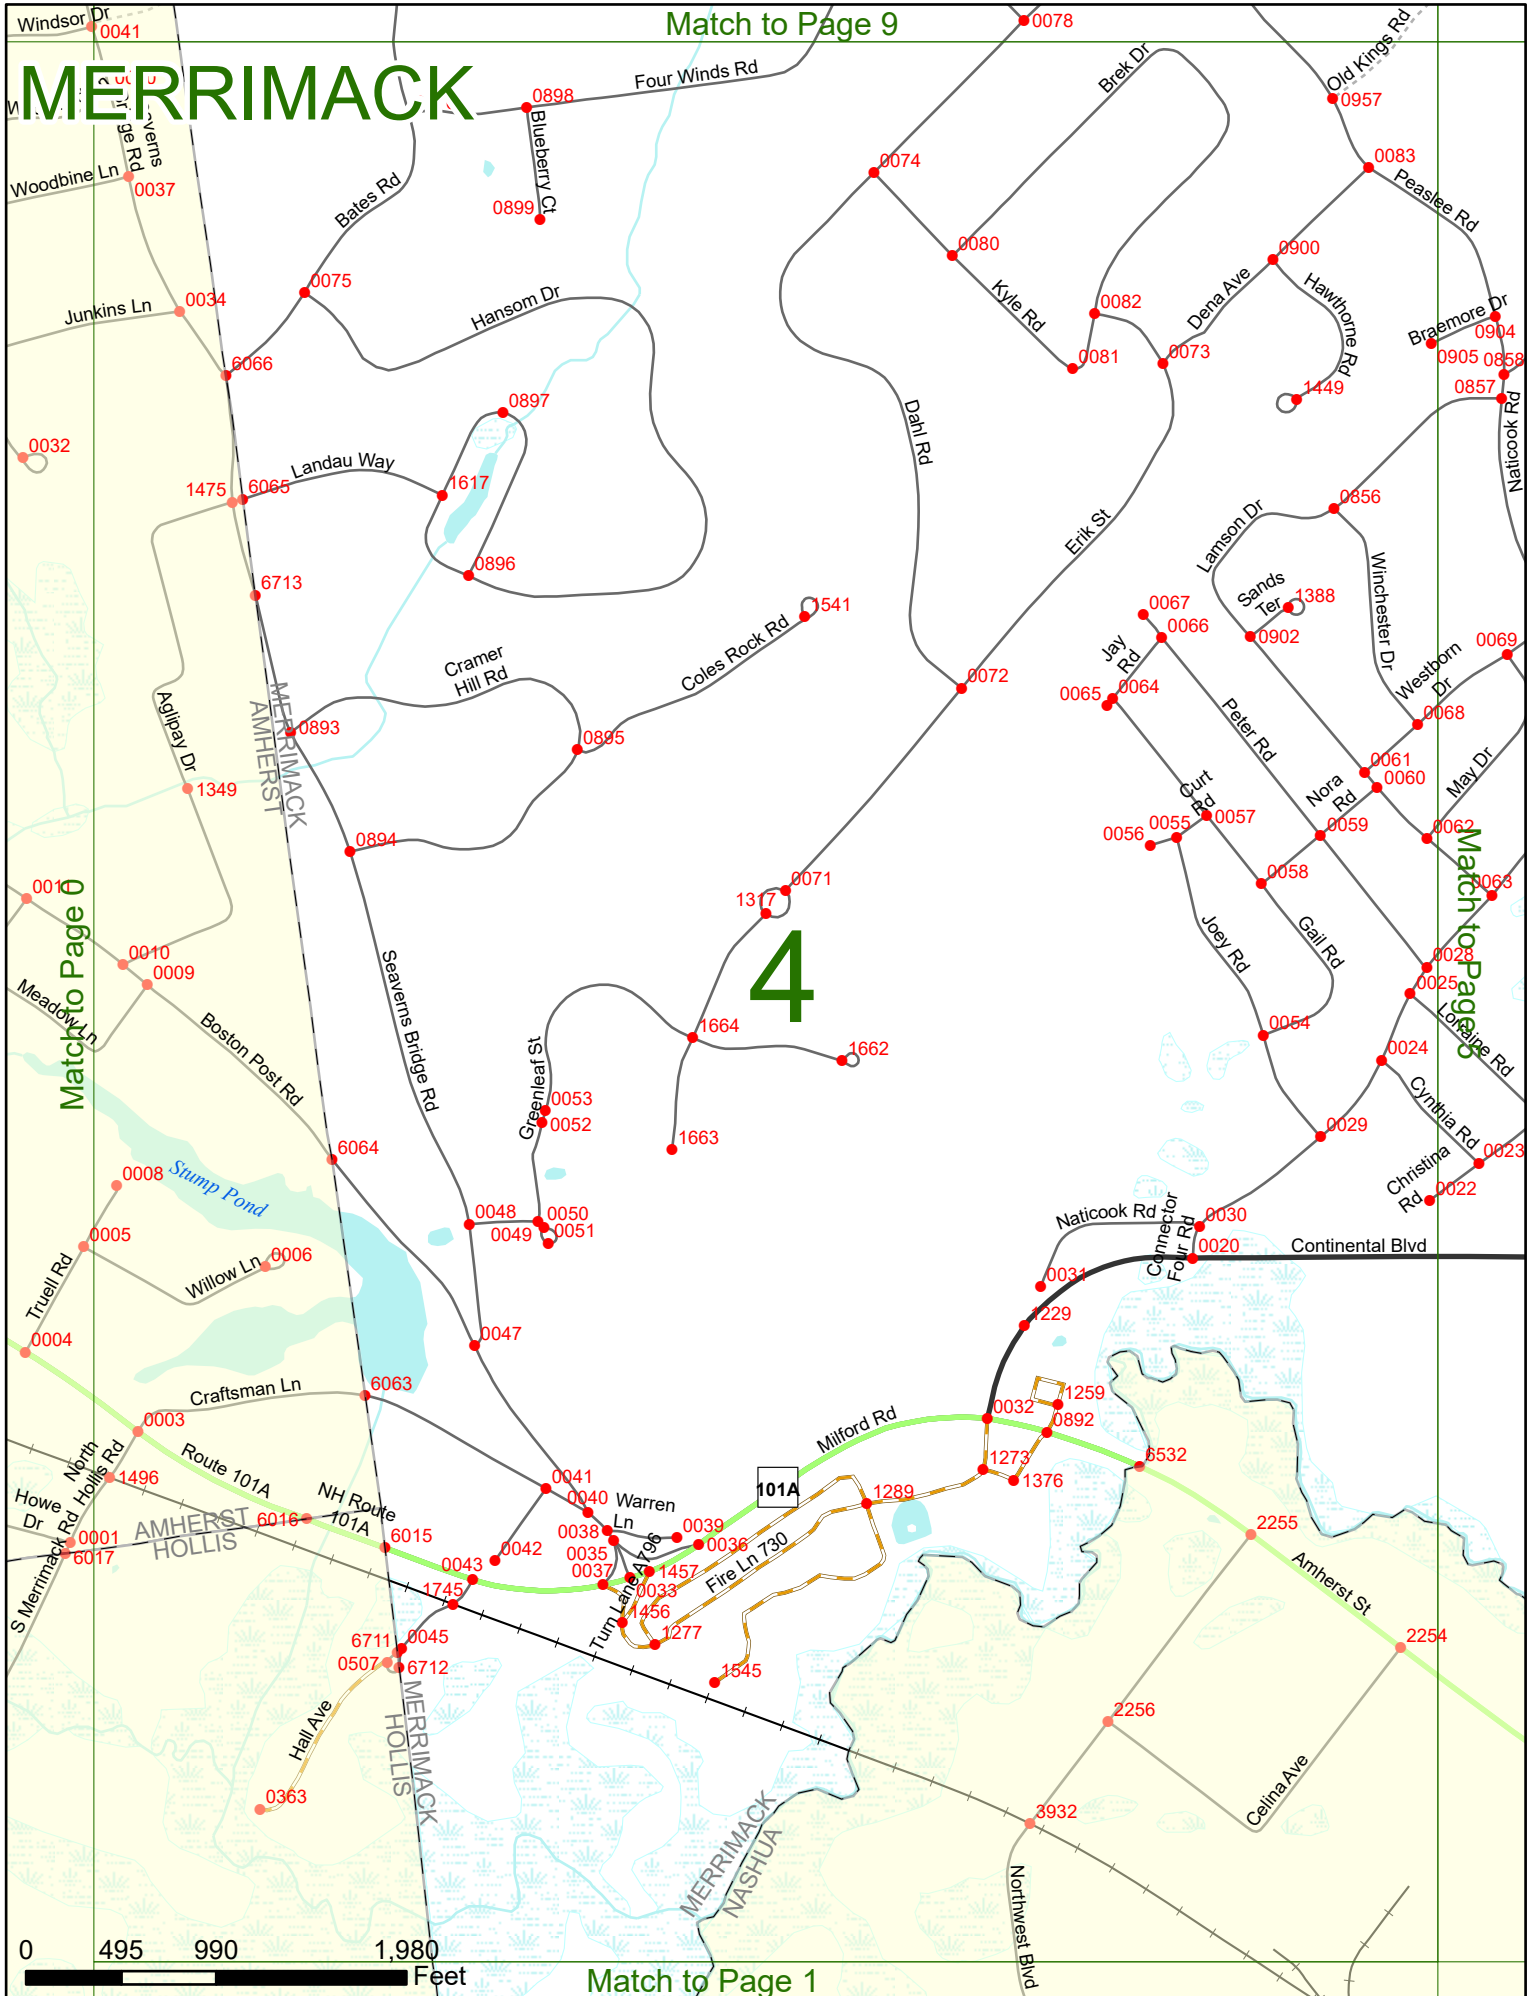 Windsor Dr
0041
Match to Page 9
0078
Old Kings Rd
MERRIMACK
Four Winds Rd
Brek Dr
0898
0957
Blueberry Ct
Woodbine Ln
0037
0074
0083
Peaslee Rd
Bates Rd
0899
0080
0900
0075
Kyle Rd
Hawthorne Rd
Junkins Ln
0034
Hansom Dr
0082
Dena Ave
Braemore Dr
0904
6066
0081
0073
0905
0858
0897
Dahl Rd
1449
0857
Naticook Rd
0032
Landau Way
1475
6065
1617
Lamson Dr
0856
Erik St
0896
Winchester Dr
6713
1541
Sands
Ter
1388
0067
0066
0902
Cramer
Hill Rd
Coles Rock Rd
Jay
Rd
Westborn
Dr
0069
0072
0065
0064
Peter Rd
0068
MERRIMACK
AMHERST
0893
0895
Aglipay Dr
0061
0060
May Dr
1349
Curt
Rd
Nora
Rd
0056
0055
0057
0059
0062
0894
Match to Page 5
0058
0071
1317
0063
Match to Page 0
4
Joey Rd
Gail Rd
0010
0009
0028
0025
Meadow Ln
Seaverns Bridge Rd
Boston Post Rd
Lorraine Rd
1664
0054
1662
0024
Greenleaf St
Cynthia Rd
0053
0052
0029
1663
6064
0023
0008
Stump Pond
Christina
Rd
0022
0048
0050
0049
0051
Naticook Rd
Connector
Four Rd
0030
0005
0020
Continental Blvd
Willow Ln
0006
Truell Rd
0031
1229
0004
0047
6063
Craftsman Ln
1259
0003
0032
0892
Milford Rd
North
Hollis Rd
Route 101A
1273
6532
1496
1376
0041
101A
1289
0040
Howe
Dr
NH Route
101A
Warren
Ln
6016
AMHERST
HOLLIS
0038
0039
2255
0001
6017
6015
0035
0036
0042
Fire Ln 730
Amherst St
0043
0037
1457
0033
S Merrimack Rd
1745
Turn Lane A796
1456
6711
0045
1277
2254
0507
6712
1545
MERRIMACK
HOLLIS
2256
Hall Ave
0363
Celina Ave
3932
MERRIMACK
NASHUA
Northwest Blvd
0 495 990 1,980
Feet
Match to Page 1